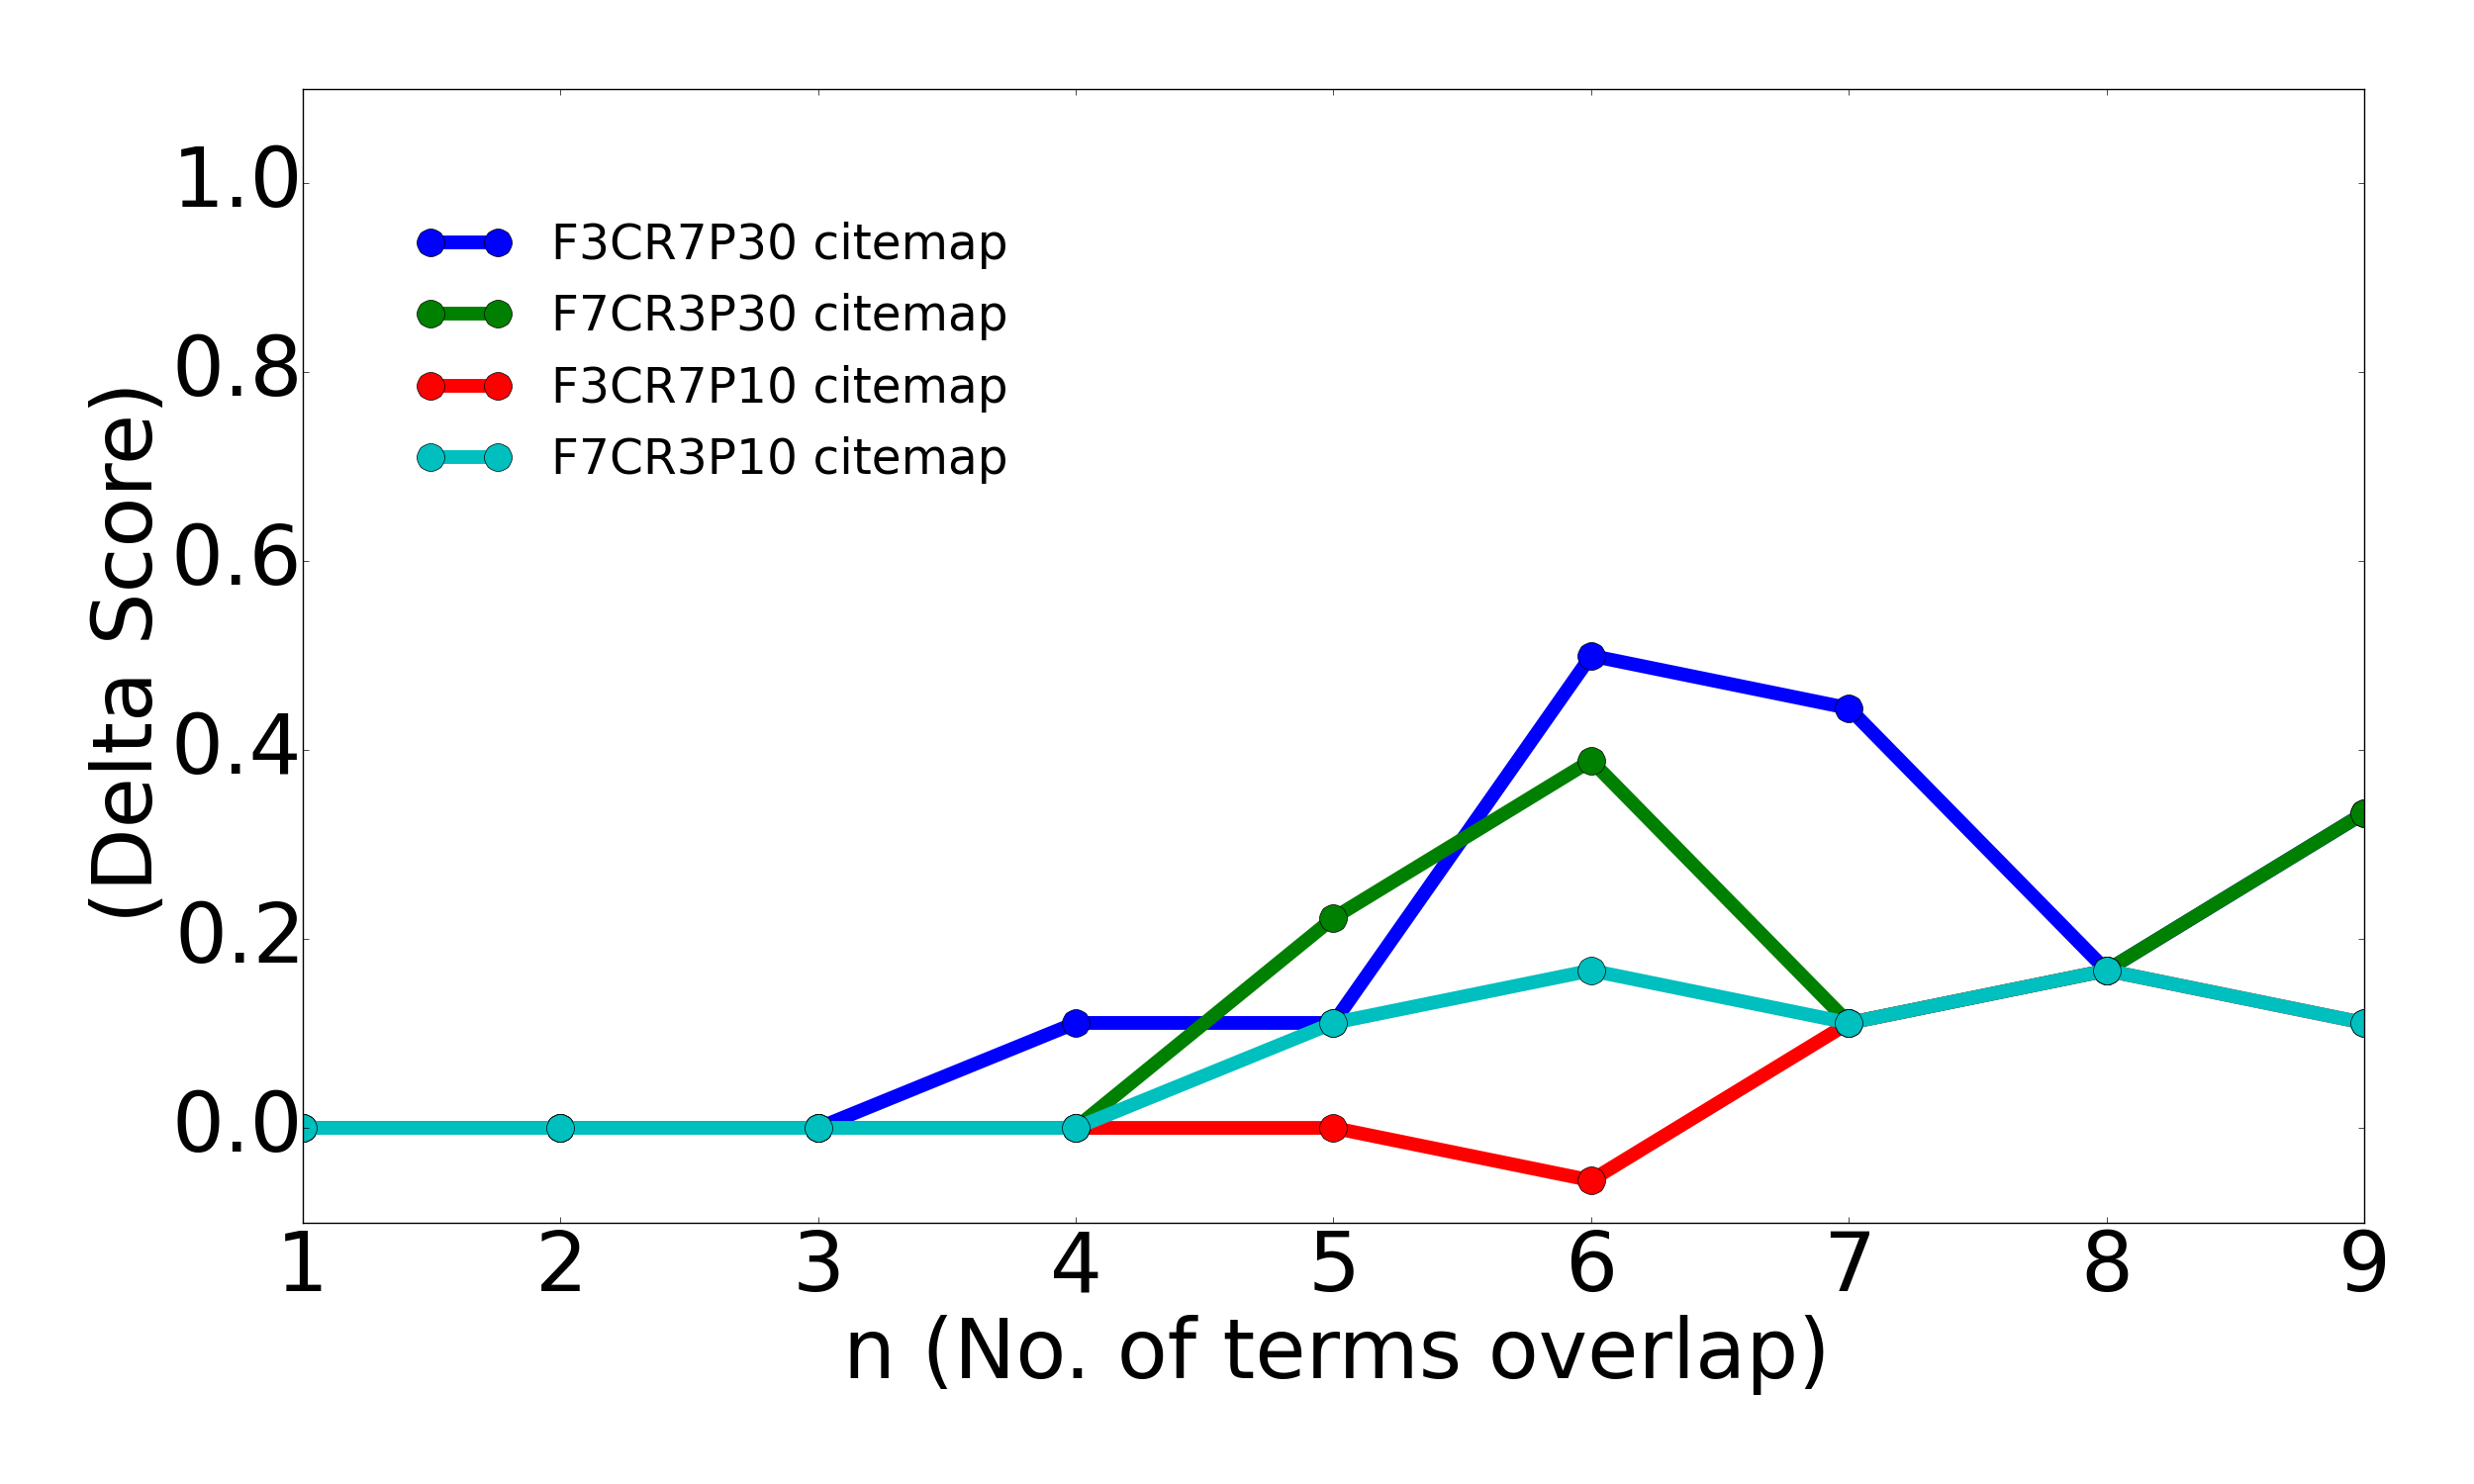 1.0
0.8
0.6
0.4
0.2
0.0
(Delta Score)
F3CR7P30 citemap
F7CR3P30 citemap
F3CR7P10 citemap
F7CR3P10 citemap
1 2 3 4 5 6 7 8 9
n (No. of terms overlap)